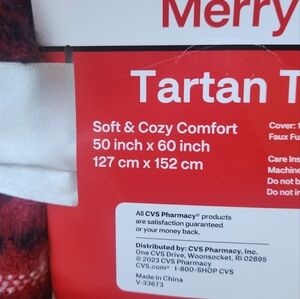 Merry
Tartan T
Soft & Cozy Comfort
50 inch x 60 inch
127 cm x 152 cm
Cover: 1
Faux Fu
Care Ins
Machine
Do not b
Do not i
All CVS Pharmacy® products
are satisfaction guaranteed
or your money back.
Distributed by: CVS Pharmacy, Inc.
One CVS Drive, Woonsocket, RI 02895
© 2023 CVS Pharmacy
CVS.com® 1-800-SHOP CVS
Made in China
V-33673